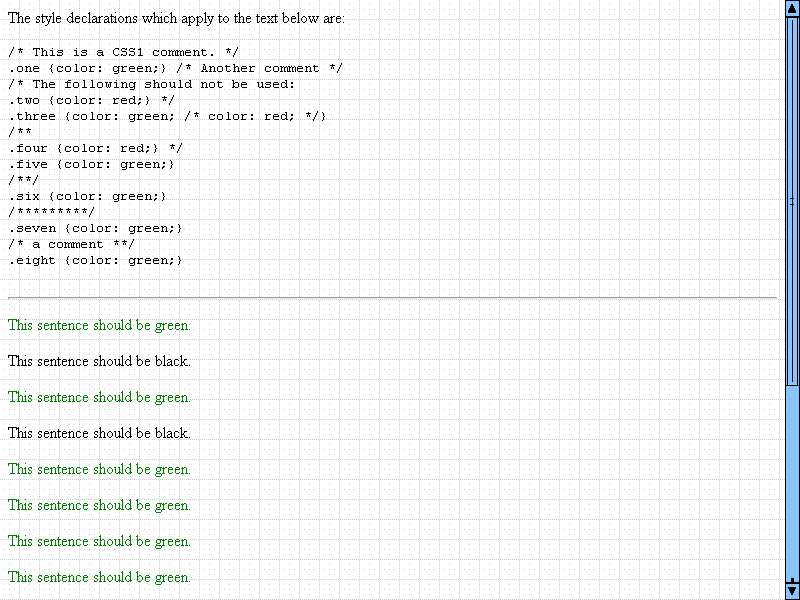 The style declarations which apply to the text below are:
/* This is a CSS1 comment. */
.one {color: green;} /* Another comment */
/* The following should not be used:
.two {color: red;} */
.three {color: green; /* color: red; */}
/**
.four {color: red;} */
.five {color: green;}
/**/
.six {color: green;}
/*********/
.seven {color: green;}
/* a comment **/
.eight {color: green;}
This sentence should be green.
This sentence should be black.
This sentence should be green.
This sentence should be black.
This sentence should be green.
This sentence should be green.
This sentence should be green.
This sentence should be green.